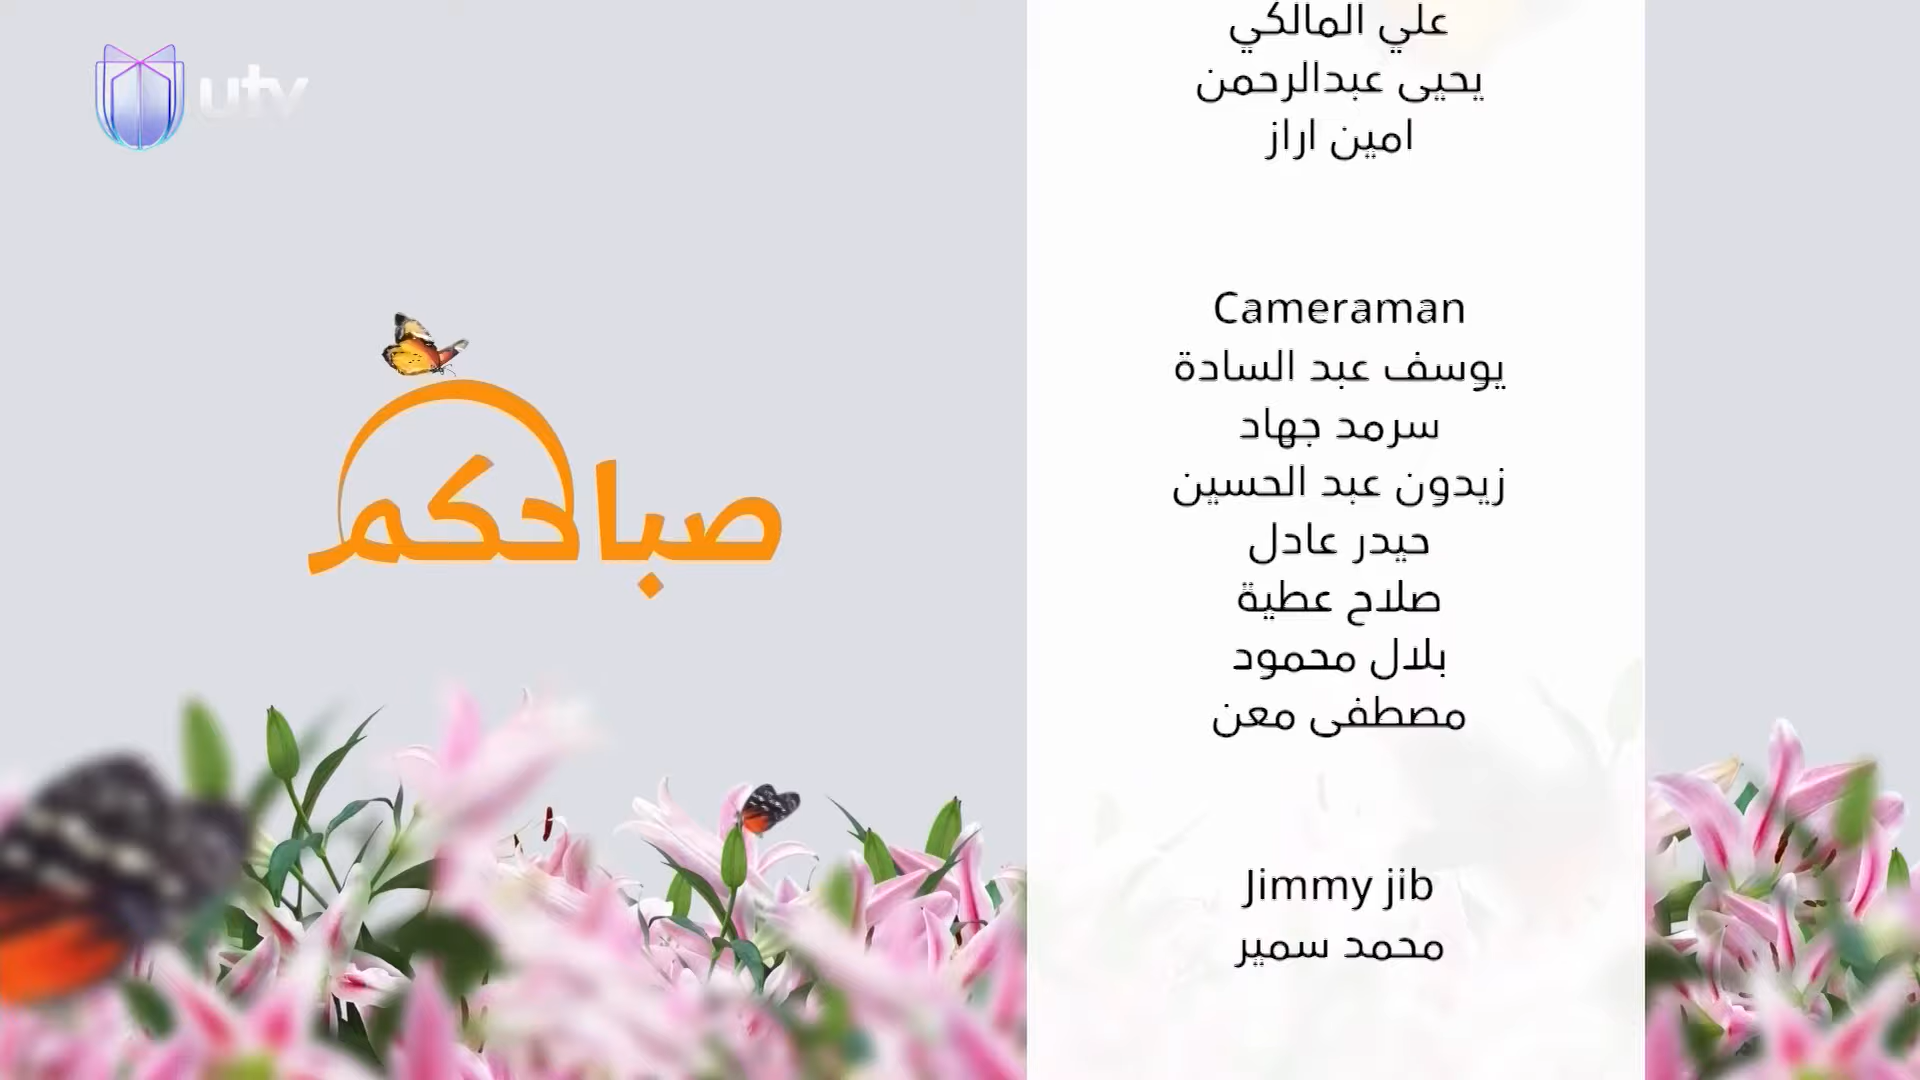 utv
صباحكم
علي المالكي
يحيى عبدالرحمن
امين اراز
Cameraman
يوسف عبد السادة
سرمد جهاد
زيدون عبد الحسين
حيدر عادل
صلاح عطية
بلال محمود
مصطفى معن
Jimmy jib
محمد سمير